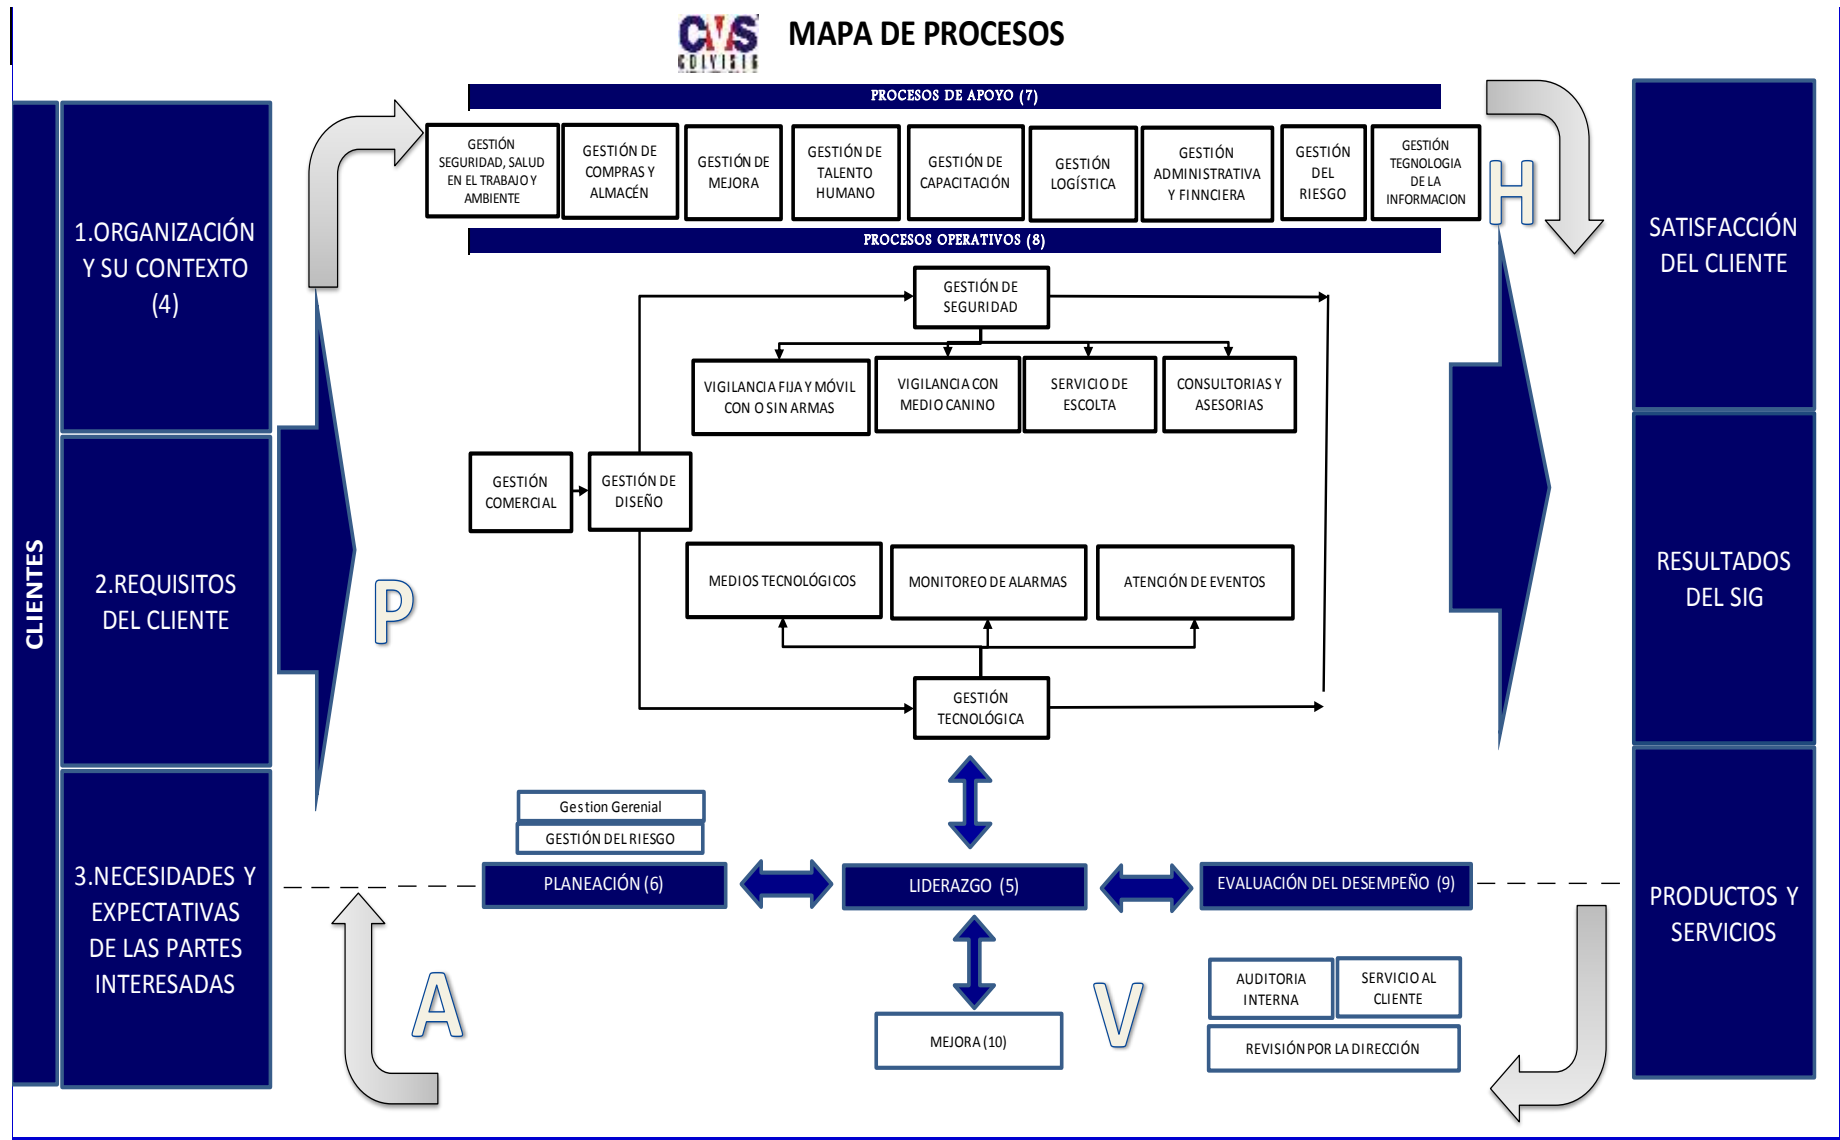 CVS
COLVISEG
MAPA DE PROCESOS
PROCESOS DE APOYO (7)
GESTIÓN
SEGURIDAD, SALUD
EN EL TRABAJO Y
AMBIENTE
GESTIÓN DE
COMPRAS Y
ALMACÉN
GESTIÓN DE
MEJORA
GESTIÓN DE
TALENTO
HUMANO
GESTIÓN DE
CAPACITACIÓN
GESTIÓN
LOGÍSTICA
GESTIÓN
ADMINISTRATIVA
Y FINNCIERA
GESTIÓN
DEL
RIESGO
GESTIÓN
TEGNOLOGIA
DE LA
INFORMACION
H
PROCESOS OPERATIVOS (8)
CLIENTES
1.ORGANIZACIÓN
Y SU CONTEXTO
(4)
2.REQUISITOS
DEL CLIENTE
3.NECESIDADES Y
EXPECTATIVAS
DE LAS PARTES
INTERESADAS
P
GESTIÓN DE
SEGURIDAD
VIGILANCIA FIJA Y MÓVIL
CON O SIN ARMAS
VIGILANCIA CON
MEDIO CANINO
SERVICIO DE
ESCOLTA
CONSULTORIAS Y
ASESORIAS
GESTIÓN
COMERCIAL
GESTIÓN DE
DISEÑO
MEDIOS TECNOLÓGICOS
MONITOREO DE ALARMAS
ATENCIÓN DE EVENTOS
GESTIÓN
TECNOLÓGICA
Gestion Gerenial
GESTIÓN DEL RIESGO
PLANEACIÓN (6)
LIDERAZGO (5)
EVALUACIÓN DEL DESEMPEÑO (9)
A
MEJORA (10)
V
AUDITORIA
INTERNA
SERVICIO AL
CLIENTE
REVISIÓN POR LA DIRECCIÓN
SATISFACCIÓN
DEL CLIENTE
RESULTADOS
DEL SIG
PRODUCTOS Y
SERVICIOS